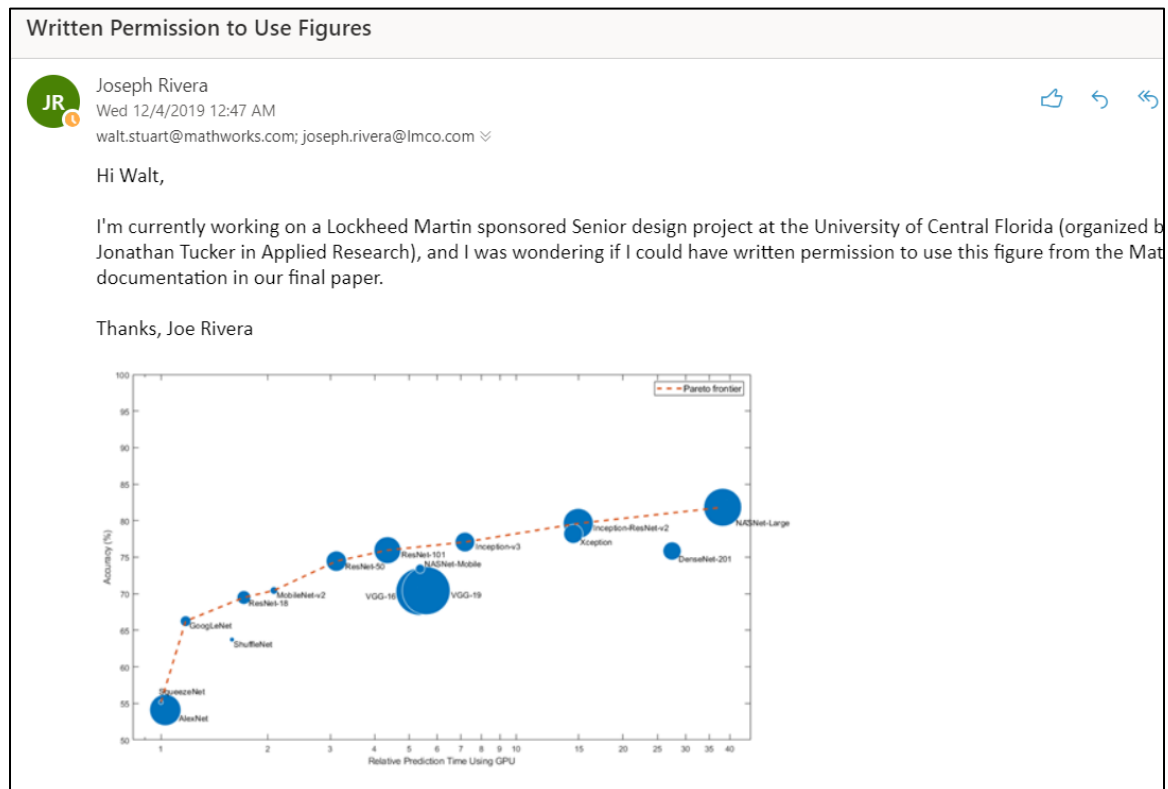 Written Permission to Use Figures
JR
Joseph Rivera
Wed 12/4/2019 12:47 AM
walt.stuart@mathworks.com; joseph.rivera@lmco.com
Hi Walt,
I'm currently working on a Lockheed Martin sponsored Senior design project at the University of Central Florida (organized b
Jonathan Tucker in Applied Research), and I was wondering if I could have written permission to use this figure from the Mat
documentation in our final paper.
Thanks, Joe Rivera
100
Pareto frontier
95
90
85
80
75
70
65
60
55
50
Accuracy (%)
NASNet-Large
Inception-ResNet-v2
Xception
Inception-v3
ResNet-101
DenseNet-201
NASNet-Mobile
ResNet-50
MobileNet-v2
VGG-16
VGG-19
ResNet-18
GoogLeNet
ShuffleNet
SqueezeNet
AlexNet
1 2 3 4 5 6 7 8 9 10 15 20 25 30 35 40
Relative Prediction Time Using GPU